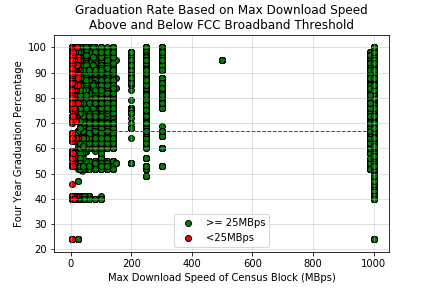 Graduation Rate Based on Max Download Speed
Above and Below FCC Broadband Threshold
Four Year Graduation Percentage
100
90
80
70
60
50
40
30
20
>= 25MBps
<25MBps
0
200
400
600
800
1000
Max Download Speed of Census Block (MBps)